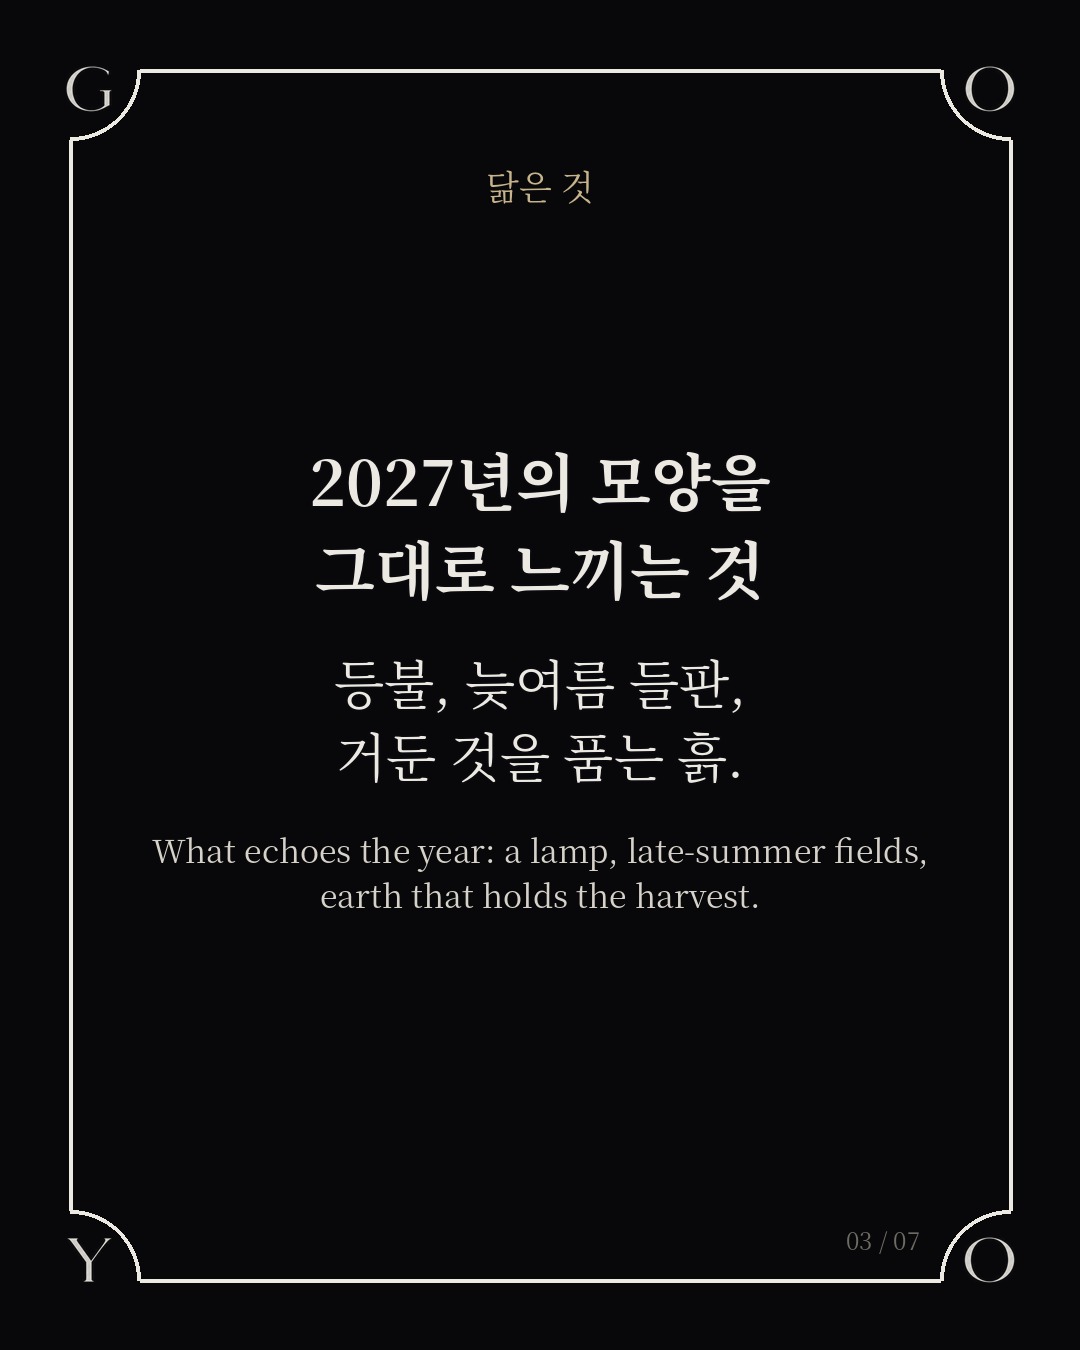 G O
닮은 것
2027년의 모양을
그대로 느끼는 것
등불, 늦여름 들판,
거둔 것을 품는 흙.
What echoes the year: a lamp, late-summer fields,
earth that holds the harvest.
03 / 07
Y O